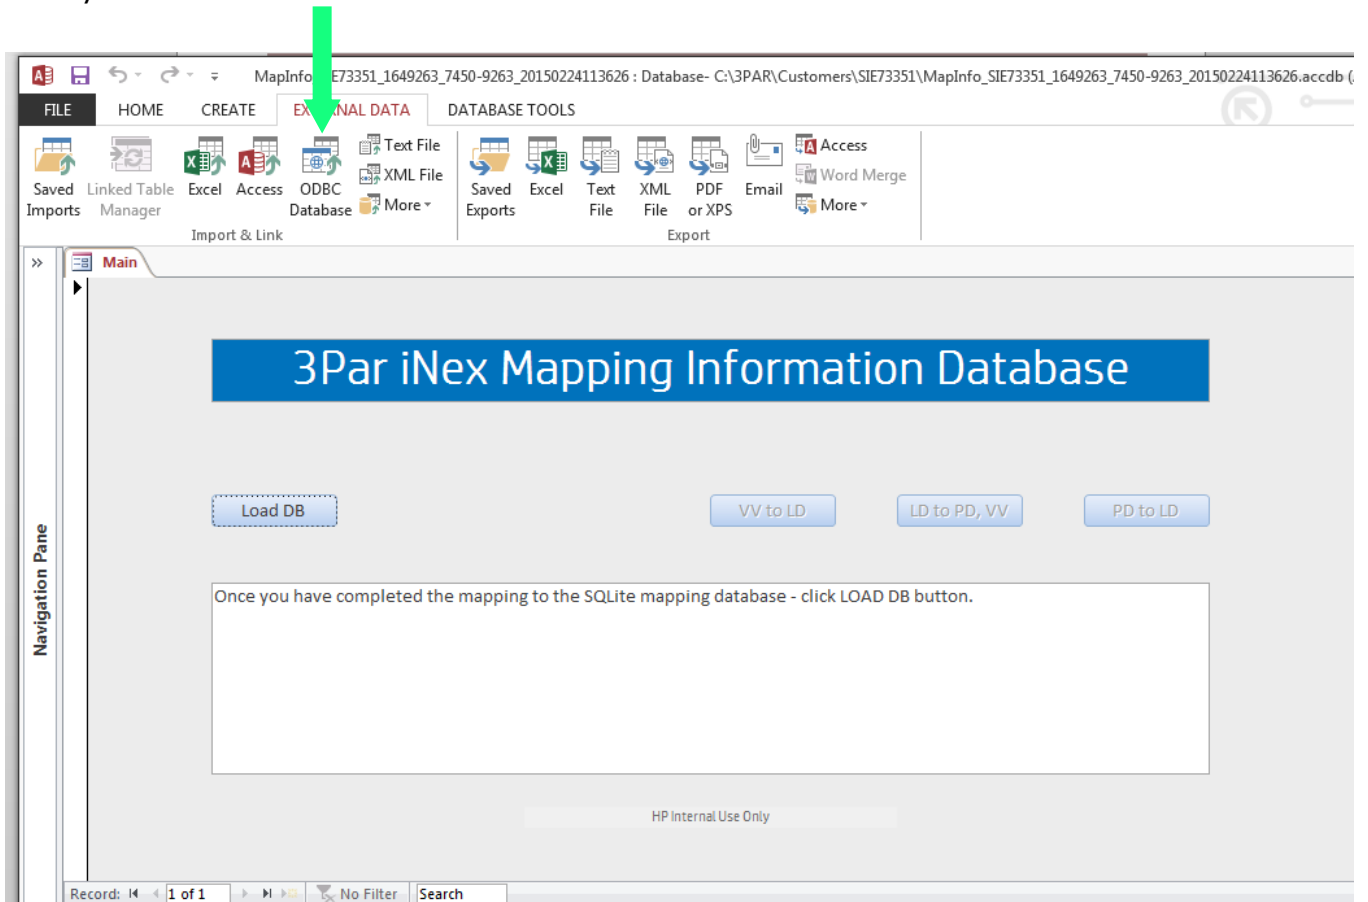 MapInfo_SIE73351_1649263_7450-9263_20150224113626 : Database- C:\3PAR\Customers\SIE73351\MapInfo_SIE73351_1649263_7450-9263_20150224113626.accdb (
FILE HOME CREATE DATA DATABASE TOOLS
Saved Imports
Linked Table Manager
Excel
Access
ODBC Database
Text File
XML File
More
Import & Link
Saved Exports
Excel
Text File
XML File
PDF or XPS
Email
Access
Word Merge
More
Export
Main
Navigation Pane
3Par iNex Mapping Information Database
Load DB VV to LD LD to PD, VV PD to LD
Once you have completed the mapping to the SQLite mapping database - click LOAD DB button.
HP Internal Use Only
Record: 1 of 1 No Filter Search